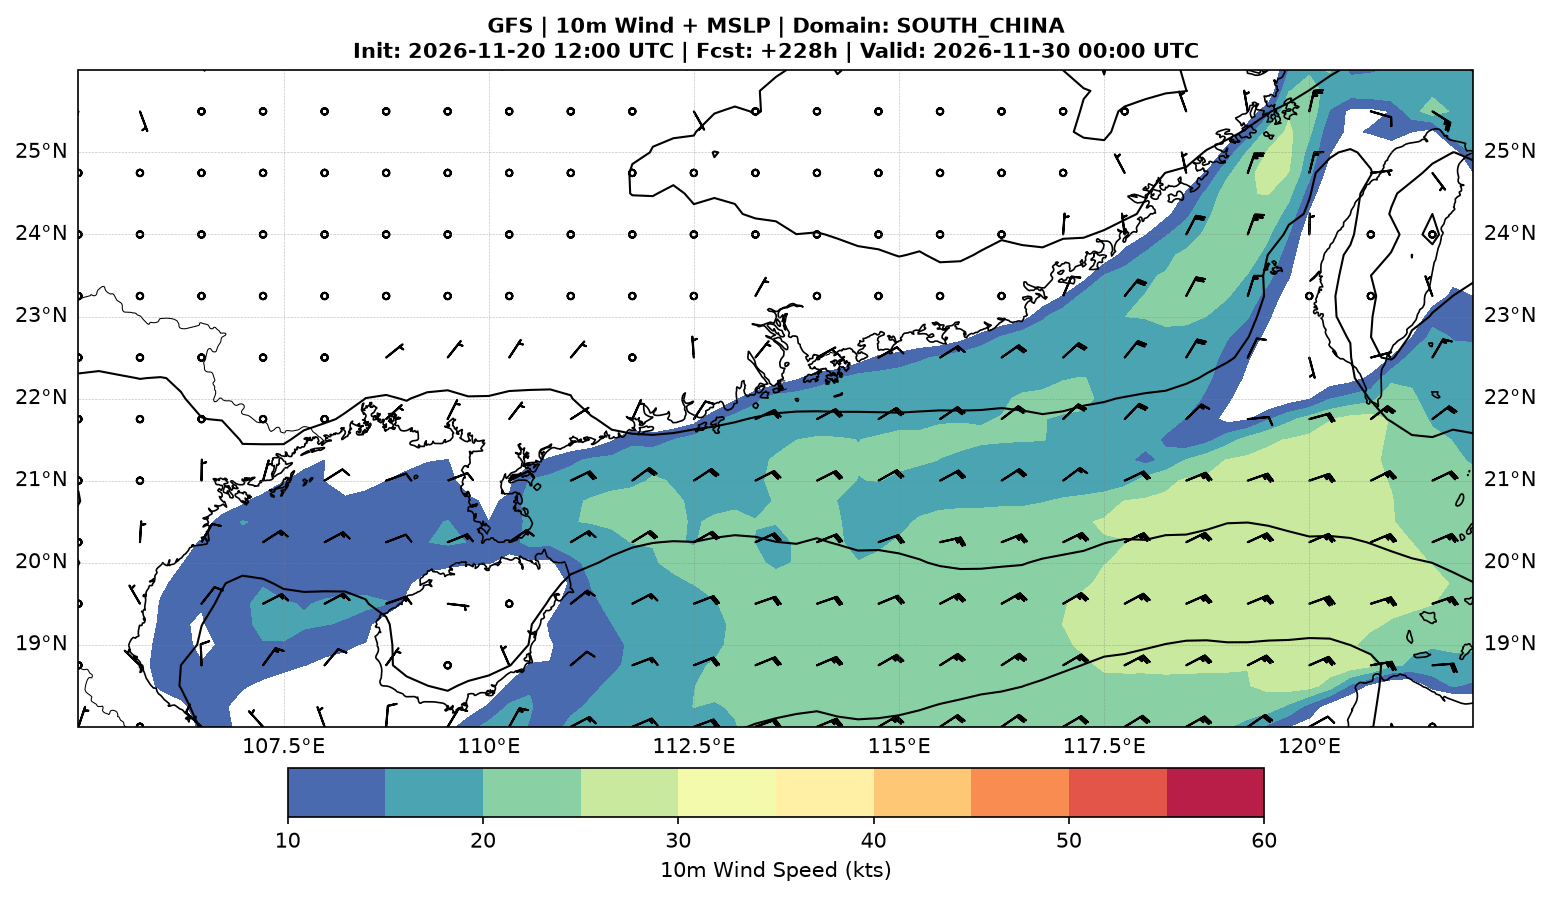 GFS | 10m Wind + MSLP | Domain: SOUTH_CHINA
Init: 2026-11-20 12:00 UTC | Fcst: +228h | Valid: 2026-11-30 00:00 UTC
25°N 25°N
24°N 24°N
23°N 23°N
22°N 22°N
21°N 21°N
20°N 20°N
19°N 19°N
107.5°E 110°E 112.5°E 115°E 117.5°E 120°E
10 20 30 40 50 60
10m Wind Speed (kts)